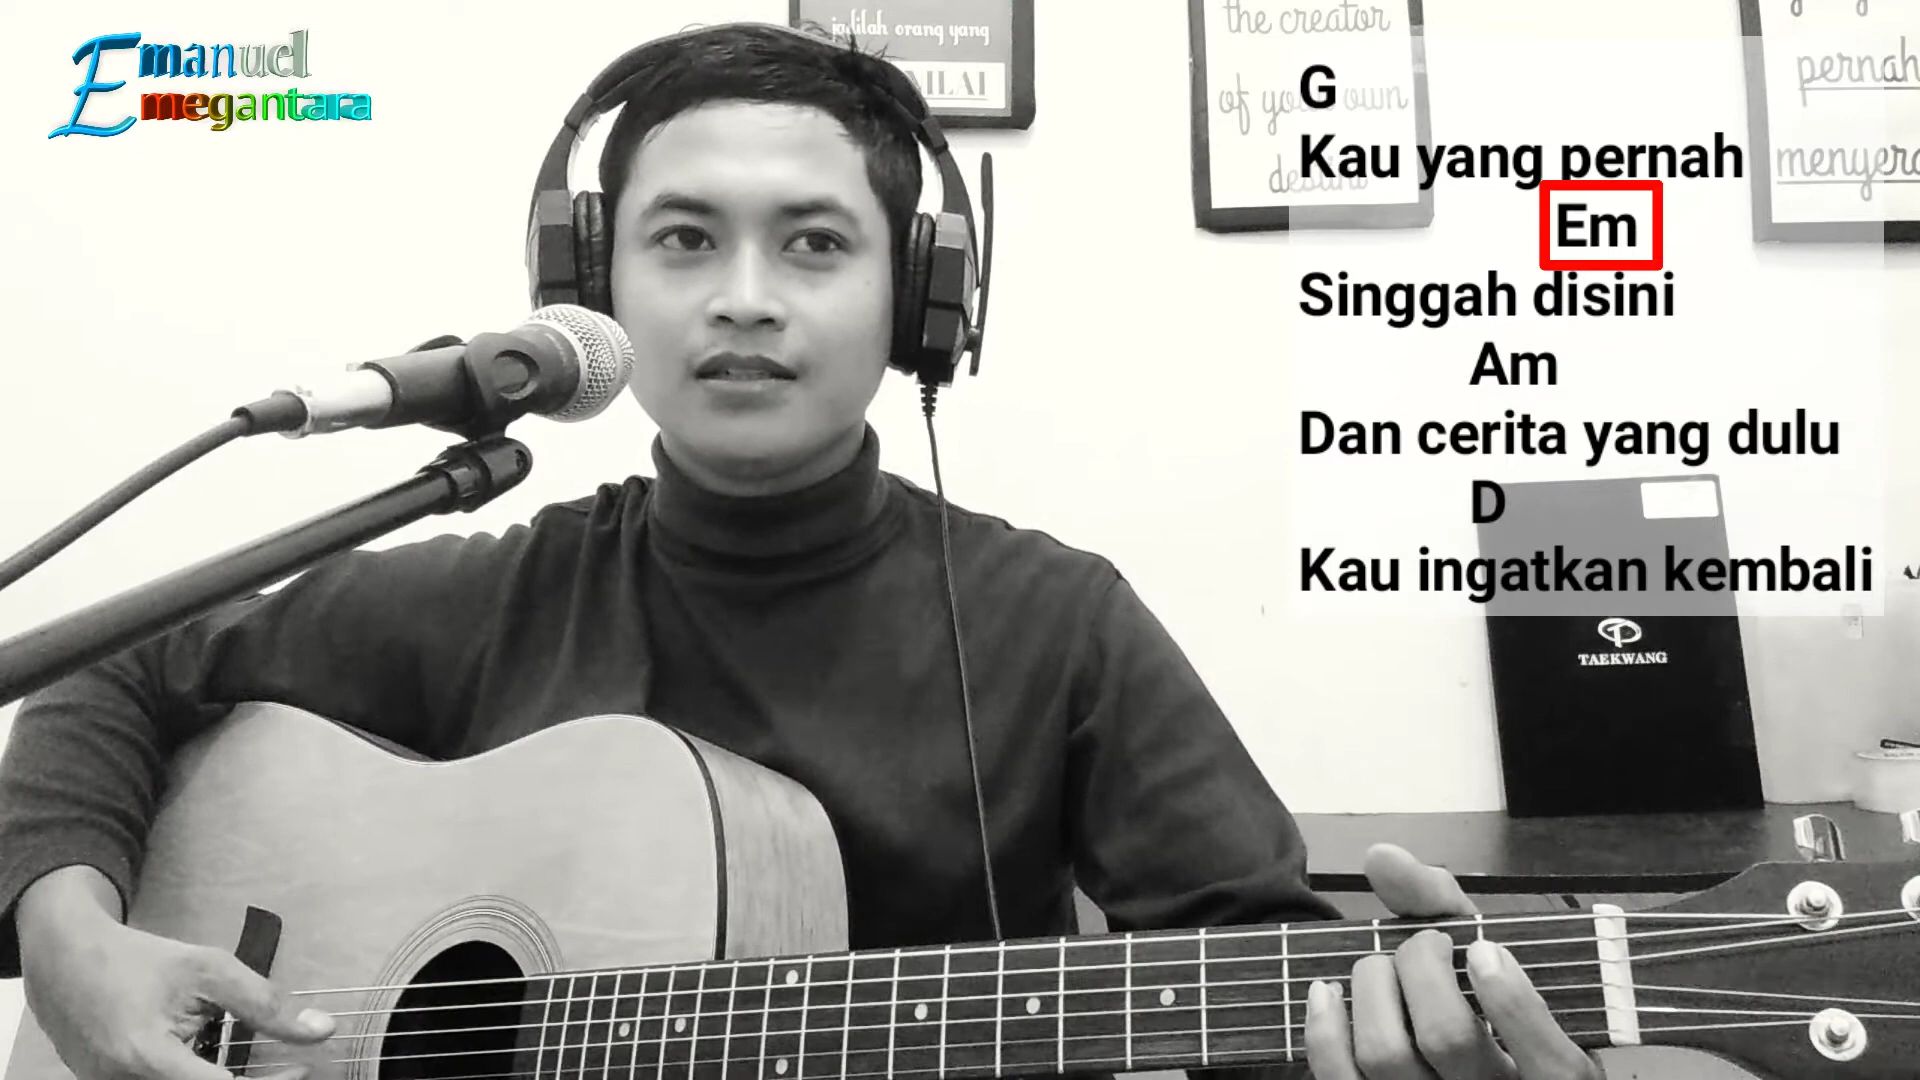 Emanuel
megantara
jadilah orang yang
the creator
of your own
destini
G
Kau yang pernah
Em
Singgah disini
Am
Dan cerita yang dulu
D
Kau ingatkan kembali
pernah
TAEKWANG